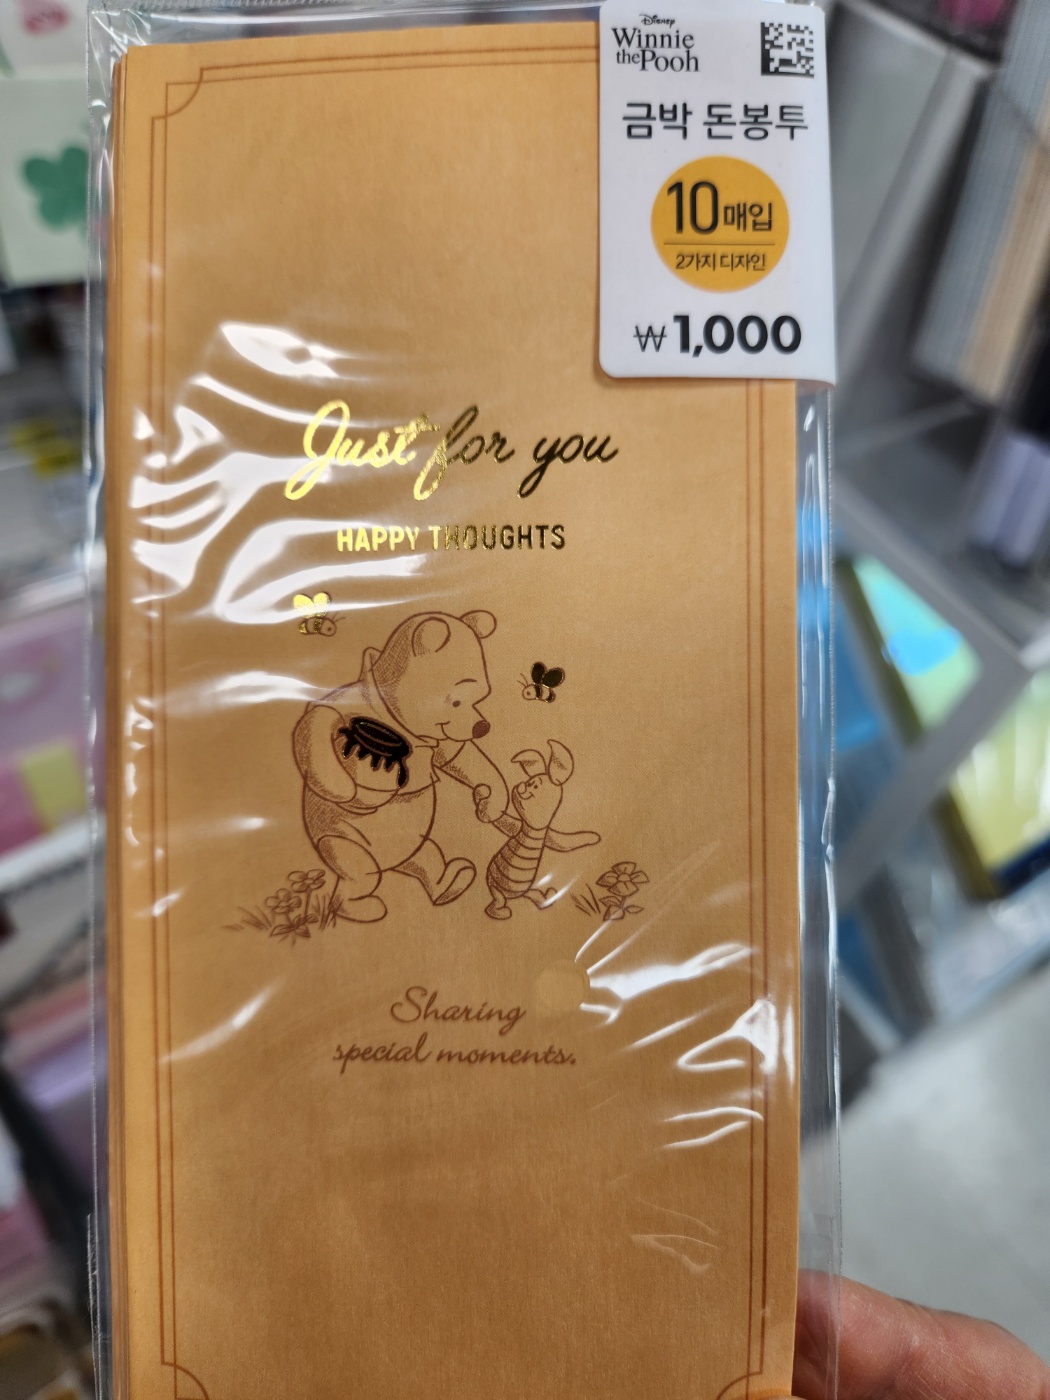 Disney
Winnie
the Pooh
금박 돈봉투
10매입
2가지 디자인
₩1,000
Just for you
HAPPY THOUGHTS
Sharing
special moments.